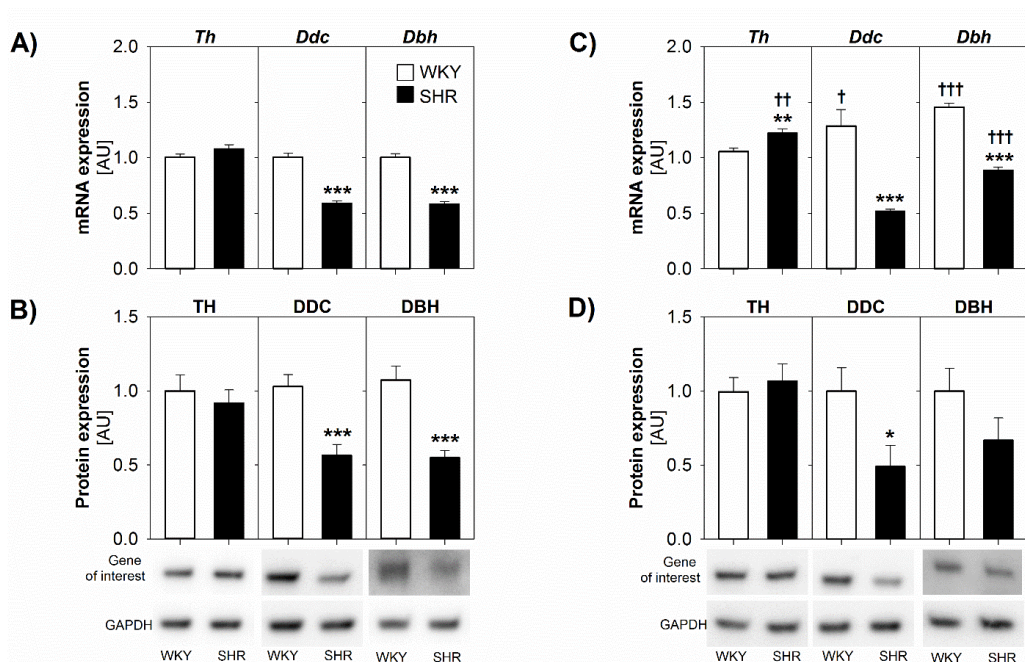 A)
Th Ddc Dbh
2.0
1.5
1.0
0.5
0.0
mRNA expression
[AU]
WKY
SHR
*** ***
B)
TH DDC DBH
1.5
1.0
0.5
0.0
Protein expression
[AU]
*** ***
Gene
of interest
GAPDH
WKY SHR WKY SHR WKY SHR
C)
Th Ddc Dbh
2.0
1.5
1.0
0.5
0.0
mRNA expression
[AU]
†† † †††
** *** †††
***
D)
TH DDC DBH
1.5
1.0
0.5
0.0
Protein expression
[AU]
*
Gene
of interest
GAPDH
WKY SHR WKY SHR WKY SHR